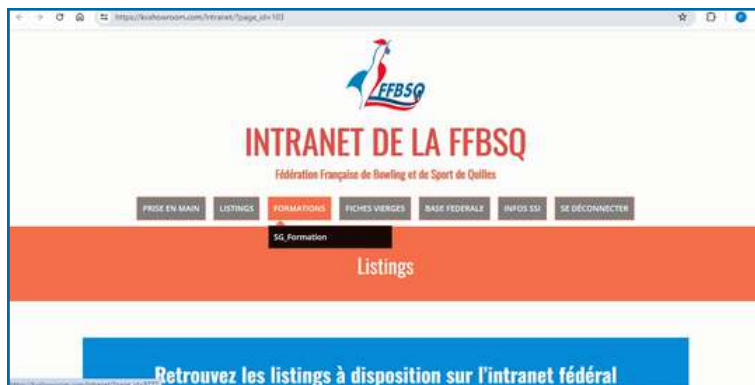 https://kvshowroom.com/intranet/?page_id=103
FFBSQ
INTRANET DE LA FFBSQ
Fédération Française de Bowling et de Sport de Quilles
PRISE EN MAIN LISTINGS FORMATIONS FICHES VIERGES BASE FEDERALE INFOS SSI SE DÉCONNECTER
SG_Formation
Listings
Retrouvez les listings à disposition sur l'intranet fédéral